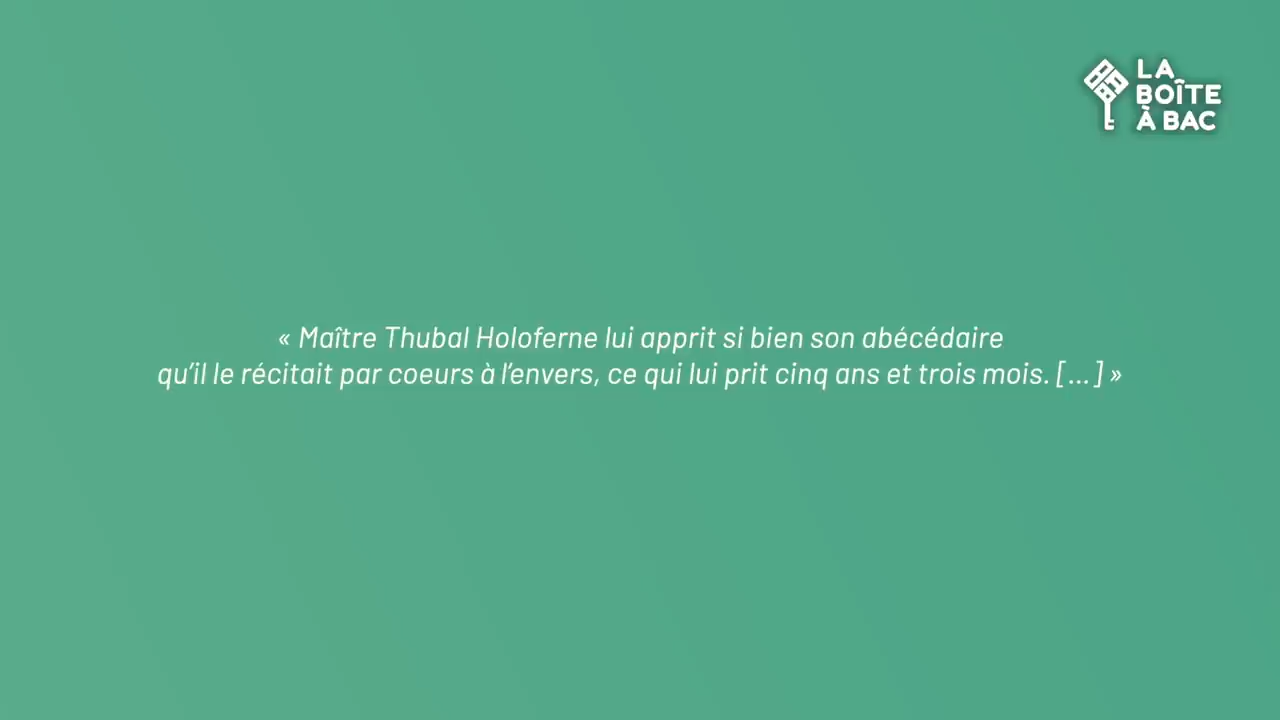 LA
BOÎTE
À BAC
« Maître Thubal Holoferne lui apprit si bien son abécédaire
qu’il le récitait par coeurs à l’envers, ce qui lui prit cinq ans et trois mois. [...] »